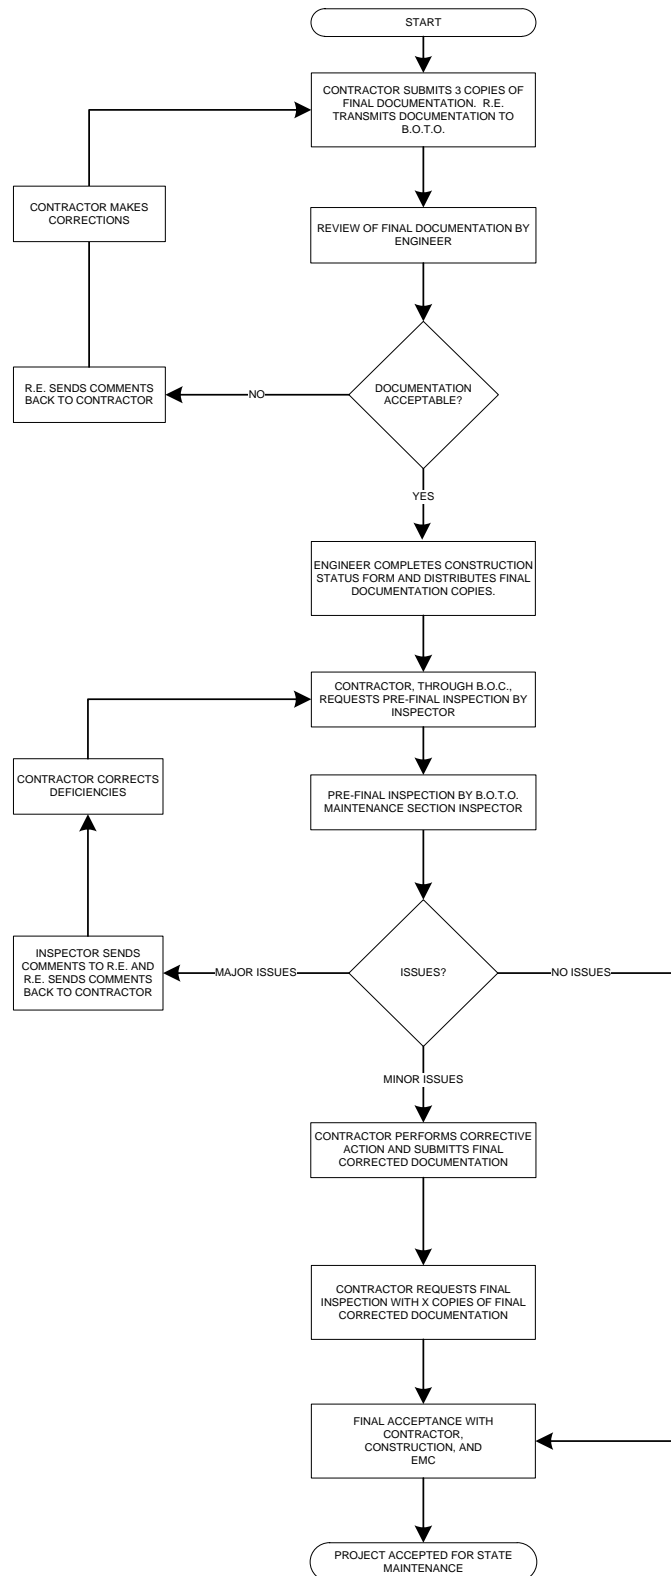 START
CONTRACTOR SUBMITS 3 COPIES OF
FINAL DOCUMENTATION.  R.E.
TRANSMITS DOCUMENTATION TO
B.O.T.O.
CONTRACTOR MAKES
CORRECTIONS
REVIEW OF FINAL DOCUMENTATION BY
ENGINEER
R.E. SENDS COMMENTS
BACK TO CONTRACTOR
NO
DOCUMENTATION
ACCEPTABLE?
YES
ENGINEER COMPLETES CONSTRUCTION
STATUS FORM AND DISTRIBUTES FINAL
DOCUMENTATION COPIES.
CONTRACTOR, THROUGH B.O.C.,
REQUESTS PRE-FINAL INSPECTION BY
INSPECTOR
CONTRACTOR CORRECTS
DEFICIENCIES
PRE-FINAL INSPECTION BY B.O.T.O.
MAINTENANCE SECTION INSPECTOR
INSPECTOR SENDS
COMMENTS TO R.E. AND
R.E. SENDS COMMENTS
BACK TO CONTRACTOR
MAJOR ISSUES
ISSUES?
NO ISSUES
MINOR ISSUES
CONTRACTOR PERFORMS CORRECTIVE
ACTION AND SUBMITTS FINAL
CORRECTED DOCUMENTATION
CONTRACTOR REQUESTS FINAL
INSPECTION WITH X COPIES OF FINAL
CORRECTED DOCUMENTATION
FINAL ACCEPTANCE WITH
CONTRACTOR,
CONSTRUCTION, AND
EMC
PROJECT ACCEPTED FOR STATE
MAINTENANCE